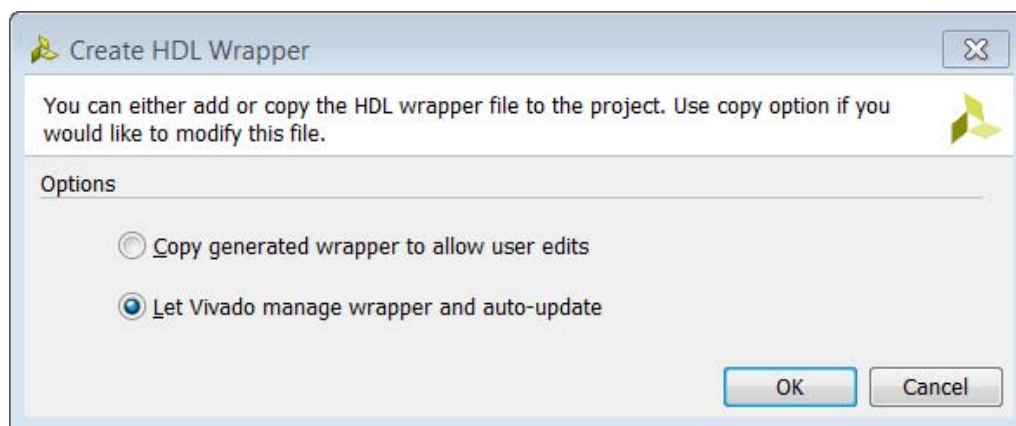 Create HDL Wrapper
You can either add or copy the HDL wrapper file to the project. Use copy option if you
would like to modify this file.
Options
Copy generated wrapper to allow user edits
Let Vivado manage wrapper and auto-update
OK
Cancel